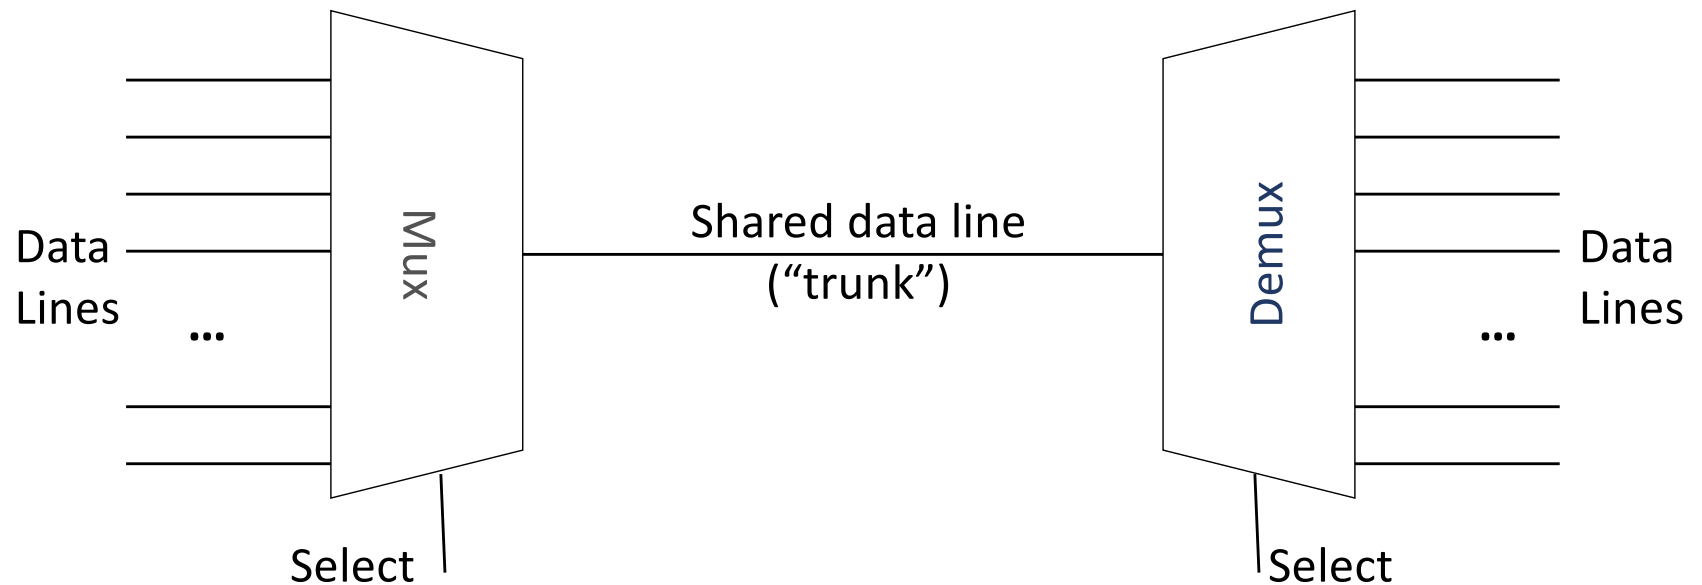 Data
Lines
...
Mux
Select
Shared data line
(“trunk”)
Demux
Select
Data
Lines
...